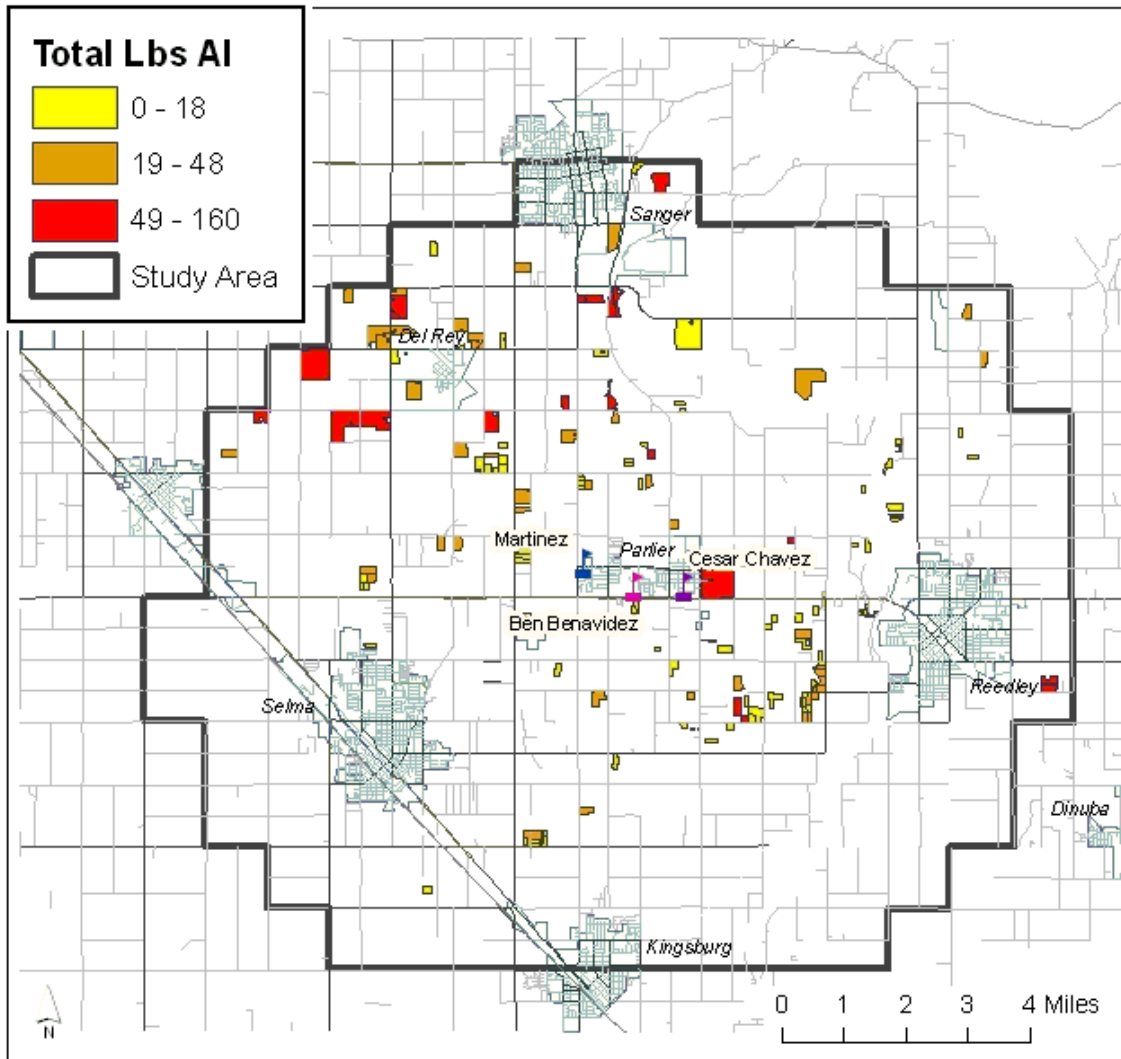 Total Lbs AI
0 - 18
19 - 48
49 - 160
Study Area
Sanger
Del Rey
Martinez
Parlier
Cesar Chavez
Ben Benavidez
Selma
Reedley
Dinuba
Kingsburg
0 1 2 3 4 Miles
N